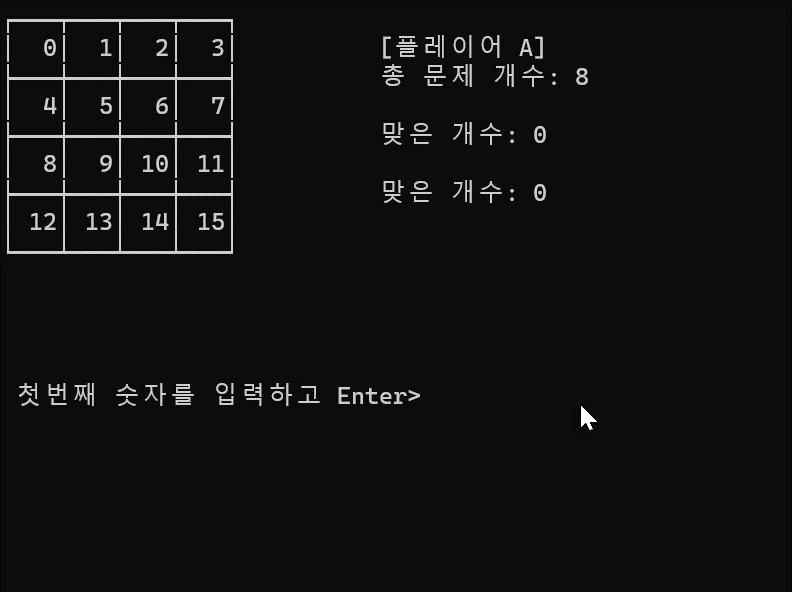 0 1 2 3
4 5 6 7
8 9 10 11
12 13 14 15
[플레이어 A]
총 문제 개수: 8
맞은 개수: 0
맞은 개수: 0
첫번째 숫자를 입력하고 Enter>